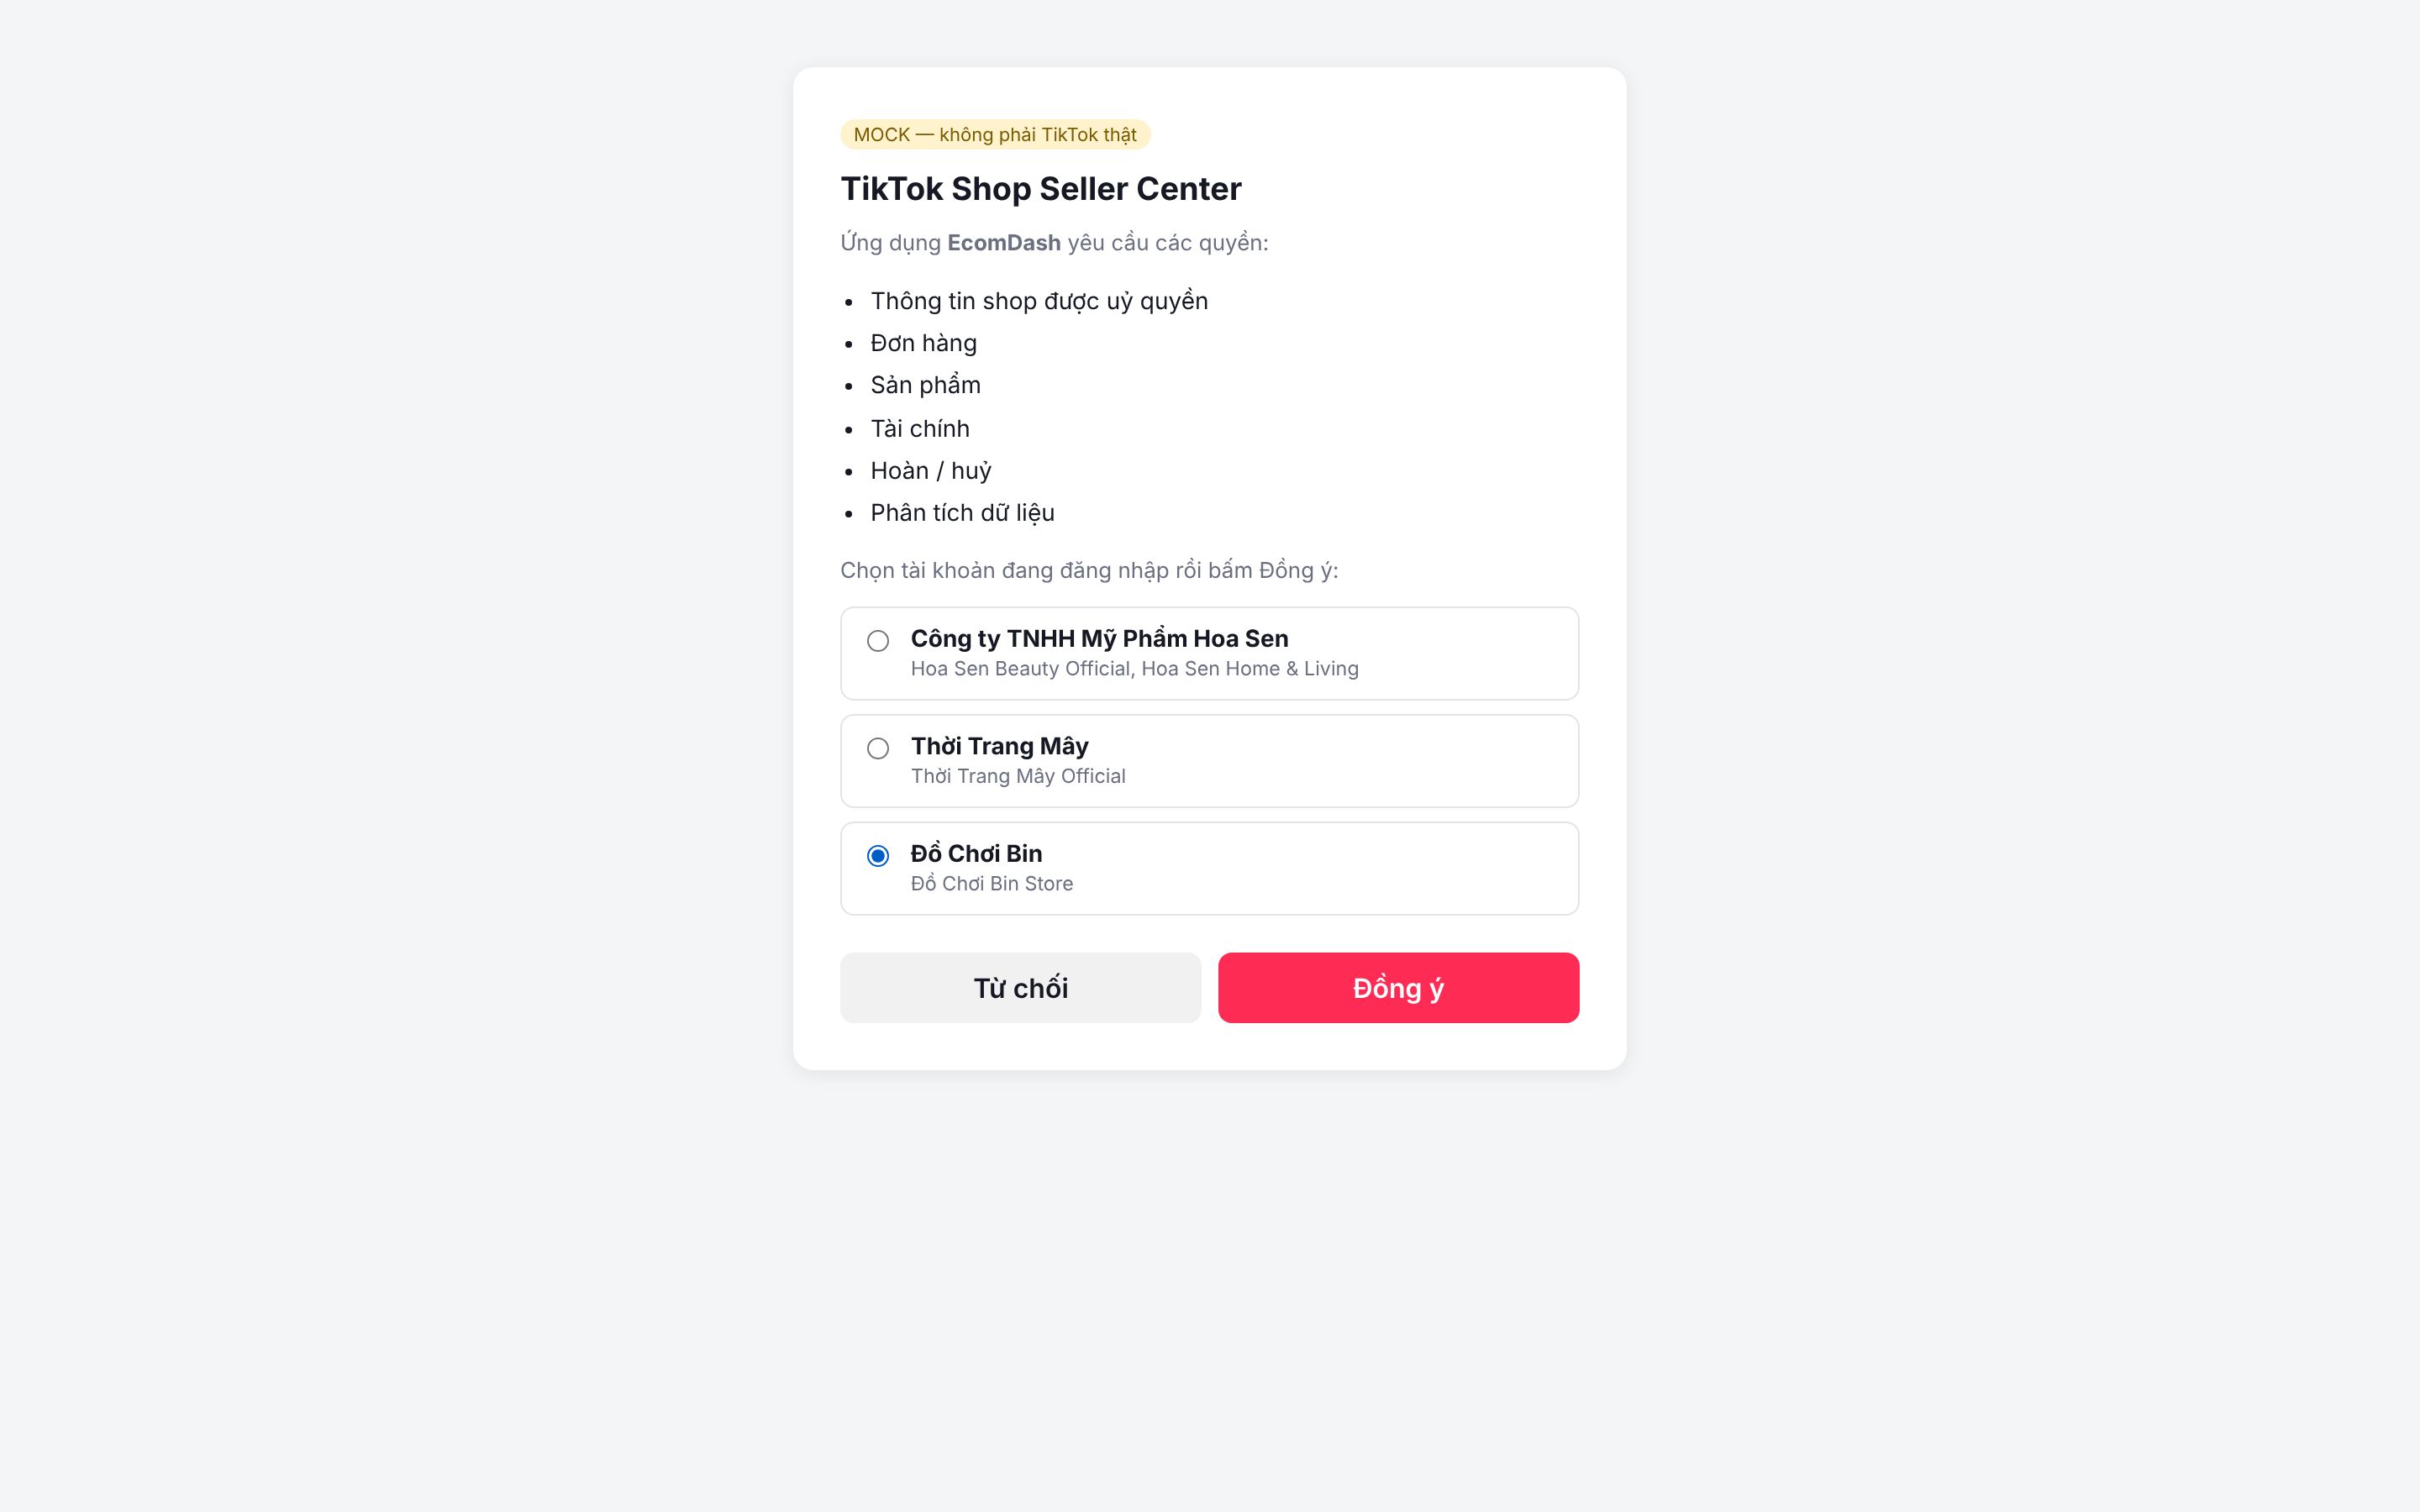 MOCK — không phải TikTok thật
TikTok Shop Seller Center
Ứng dụng EcomDash yêu cầu các quyền:
Thông tin shop được uỷ quyền
Đơn hàng
Sản phẩm
Tài chính
Hoàn / huỷ
Phân tích dữ liệu
Chọn tài khoản đang đăng nhập rồi bấm Đồng ý:
Công ty TNHH Mỹ Phẩm Hoa Sen
Hoa Sen Beauty Official, Hoa Sen Home & Living
Thời Trang Mây
Thời Trang Mây Official
Đồ Chơi Bin
Đồ Chơi Bin Store
Từ chối
Đồng ý